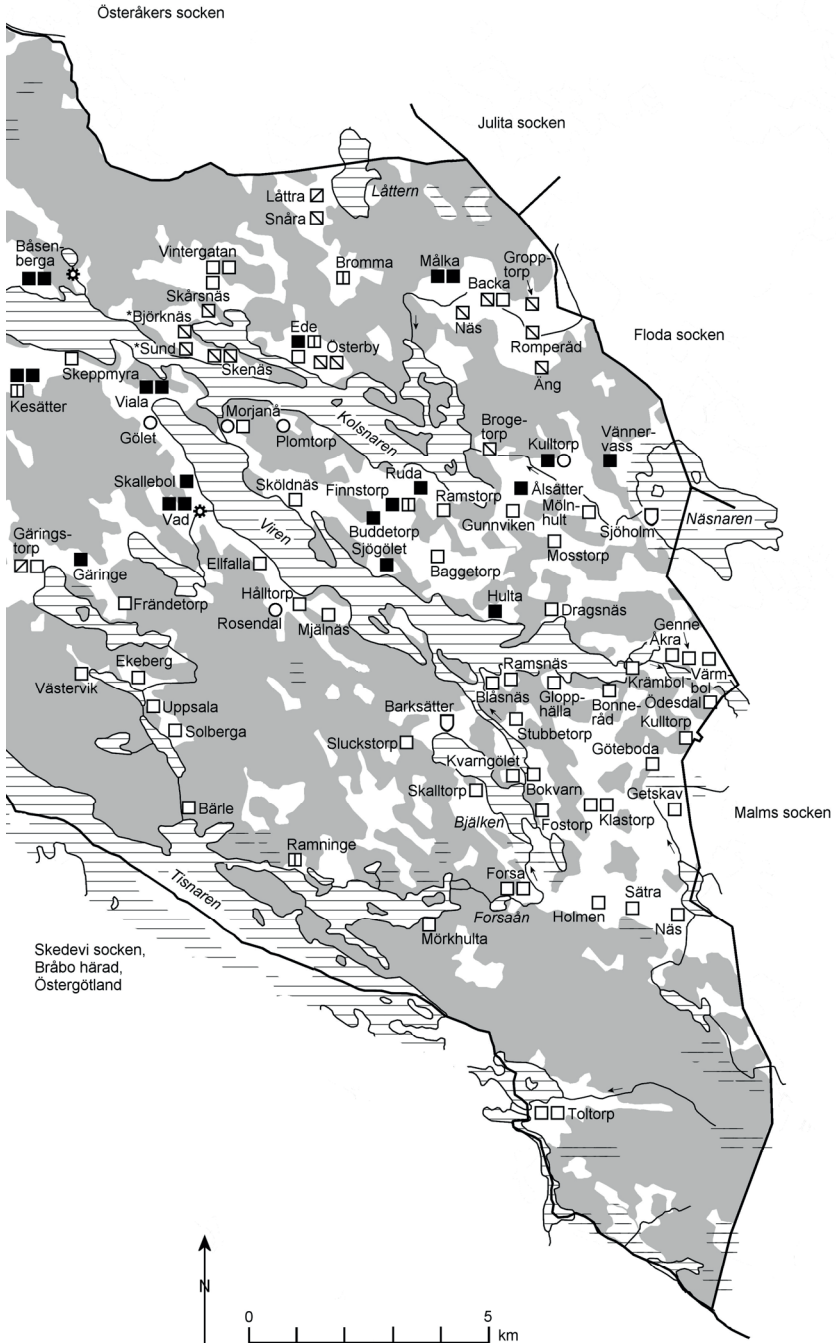 Österåkers socken
Julita socken
Låttern
Låttra
Snåra
Båsen-
berga
Vintergatan
Bromma
Målka
Gropp-
torp
Backa
Skårsnäs
*Björknäs
Näs
Ede
Österby
Floda socken
*Sund
Romperåd
Skeppmyra
Skenäs
Äng
Kesätter
Viala
Kolsnaren
Morjanå
Gölet
Plomtorp
Broge-
torp
Kulltorp
Vänner-
vass
Skallebol
Sköldnäs
Finnstorp
Ruda
Ramstorp
Ålsätter
Möln-
hult
Näsnaren
Vad
Viren
Buddetorp
Gunnviken
Sjöholm
Gärings-
torp
Sjögölet
Mosstorp
Gäringe
Ellfalla
Baggetorp
Frändetorp
Hålltorp
Hulta
Dragsnäs
Rosendal
Mjälnäs
Genne
Åkra
Ekeberg
Ramsnäs
Västervik
Blåsnäs
Glopp-
hälla
Krämbol
Värm-
bol
Uppsala
Barksätter
Bonne-
råd
Ödesdal
Stubbetorp
Kulltorp
Solberga
Sluckstorp
Göteboda
Kvarngölet
Skalltorp
Bokvarn
Getskav
Bärle
Bjälken
Fostorp
Klastorp
Malms socken
Ramninge
Tisnaren
Forsa
Sätra
Forsaån
Holmen
Näs
Mörkhulta
Skedevi socken,
Bråbo härad,
Östergötland
Toltorp
N
0 5
km